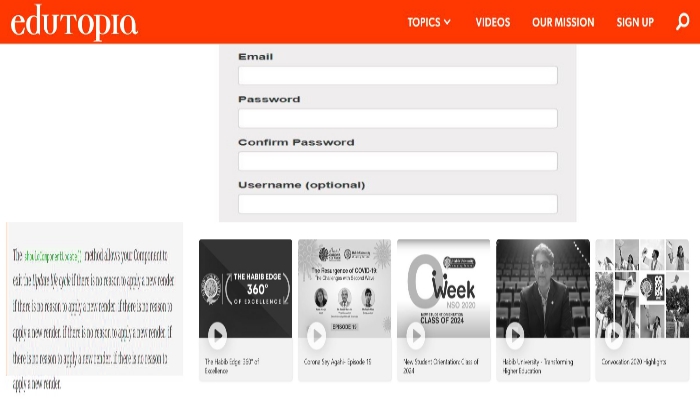 edutopia
TOPICS VIDEOS OUR MISSION SIGN UP
Email
Password
Confirm Password
Username (optional)
The shouldComponentUpdate() method allows your Component to
exit the Update life cycle if there is no reason to apply a new render.
if there is no reason to apply a new render. if there is no reason to
apply a new render. if there is no reason to apply a new render. if
there is no reason to apply a new render. if there is no reason to
apply a new render.
THE HABIB EDGE
360°
OF EXCELLENCE
The Habib Edge: 360° of
Excellence
The Resurgence of COVID-19:
The Challenges with Second Wave
EPISODE 15
Corona Say Agahi- Episode 15
Week
NSO 2020
CLASS OF 2024
New Student Orientation: Class of
2024
Habib University - Transforming
Higher Education
Convocation 2020 Highlights